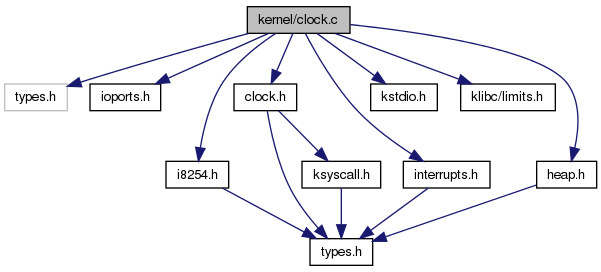 kernel/clock.c
types.h
ioports.h
clock.h
kstdio.h
klibc/limits.h
i8254.h
ksyscall.h
interrupts.h
heap.h
types.h